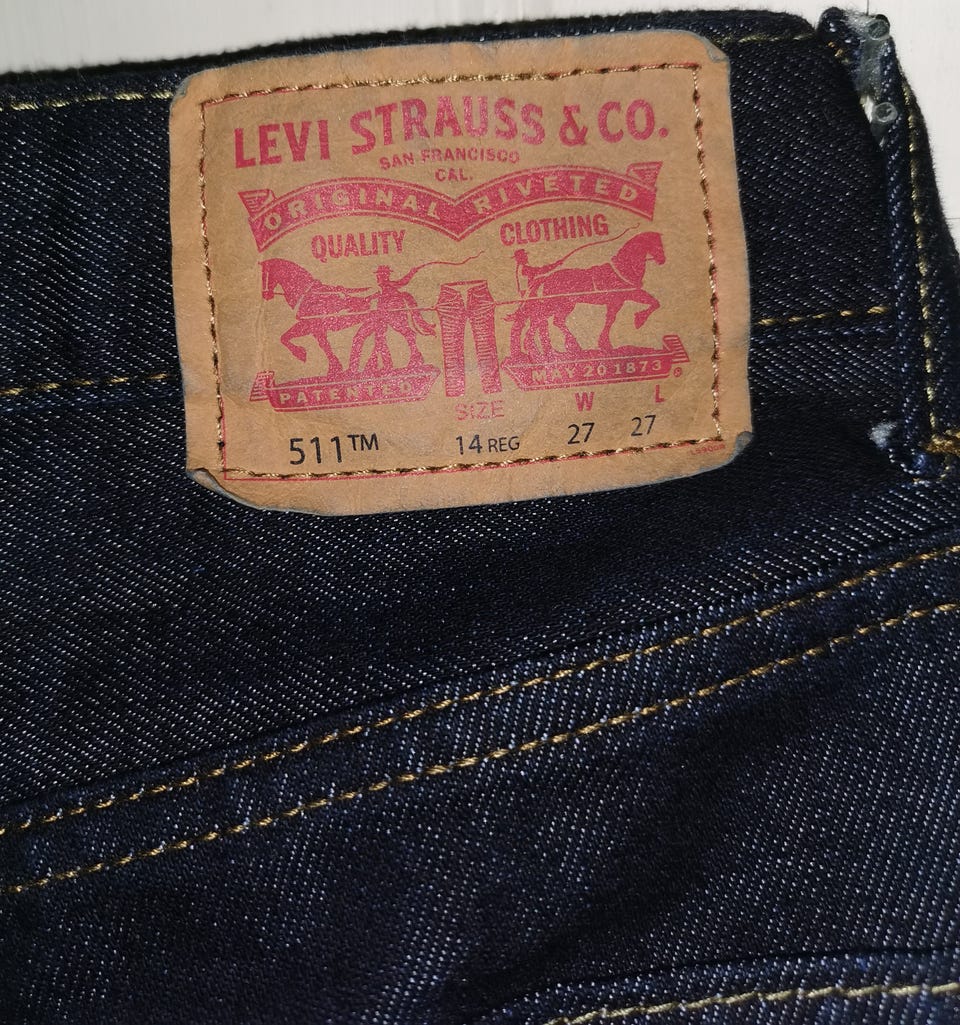 LEVI STRAUSS & CO.
SAN FRANCISCO
CAL.
ORIGINAL RIVETED
QUALITY CLOTHING
PATENTED MAY 20 1873 ®
SIZE W L
511™ 14 REG 27 27